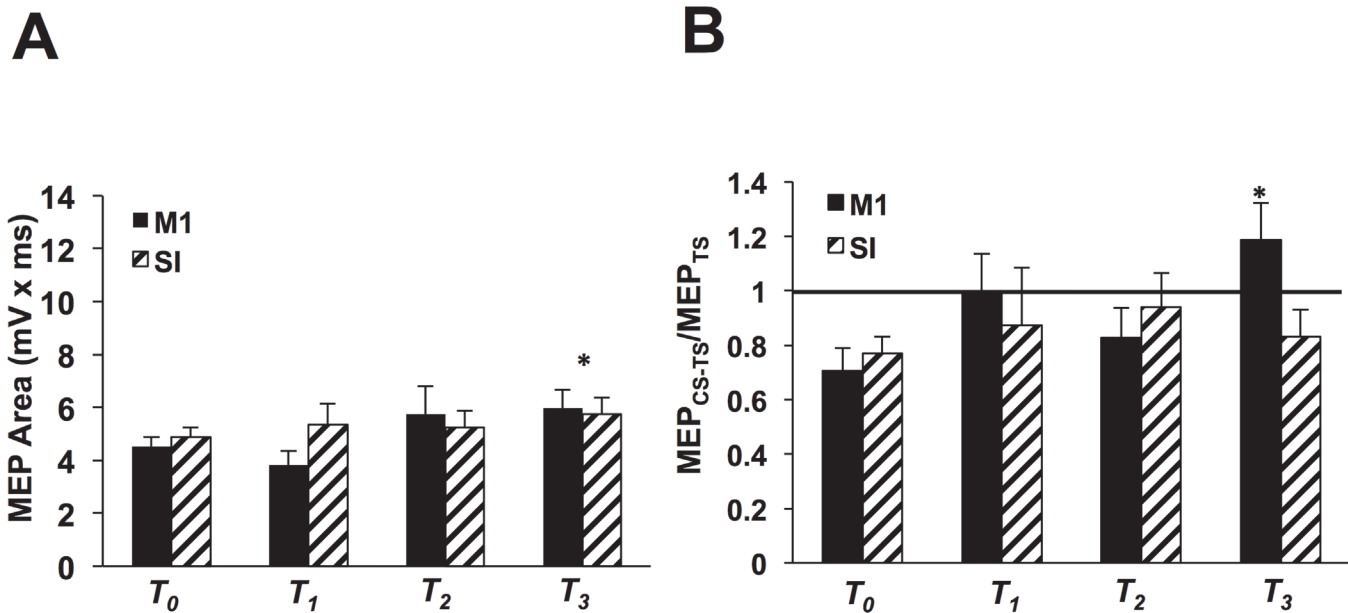 A
MEP Area (mV x ms)
14
12
10
8
6
4
2
0
M1
SI
*
T0 T1 T2 T3
B
MEPCS-TS/MEPTS
1.4
1.2
1
0.8
0.6
0.4
0.2
0
M1
SI
*
T0 T1 T2 T3